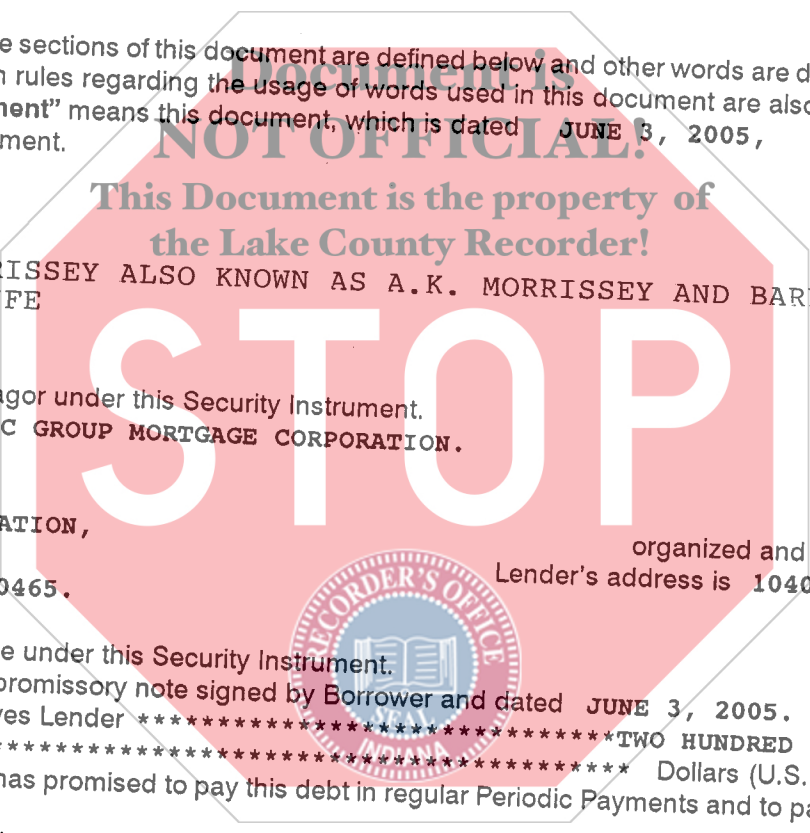 e sections of this document are defined below and other words are d
Document is
n rules regarding the usage of words used in this document are also
nent" means this document, which is dated JUNE 3, 2005,
NOT OFFICIAL!
ment.
This Document is the property of
the Lake County Recorder!
RISSEY ALSO KNOWN AS A.K. MORRISSEY AND BAR
FE
STOP
agor under this Security Instrument.
C GROUP MORTGAGE CORPORATION.
ATION,
organized and
Lender's address is 1040
0465.
RECORDER'S OFFICE
SEAL
INDIANA
e under this Security Instrument.
promissory note signed by Borrower and dated JUNE 3, 2005.
ves Lender ******************************TWO HUNDRED
**************************************** Dollars (U.S.
has promised to pay this debt in regular Periodic Payments and to pa